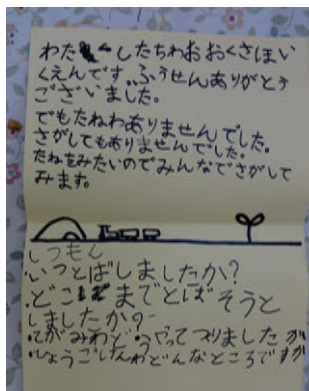 わたしたちわおおくさほい
くえんです。ふうせんありがとう
ございました。
でもたねわありませんでした。
さがしてもありませんでした。
たねをみたいのでみんなでさがして
みます。
しつもん
いつとばしましたか?
どこまでとばそうと
しましたか
てがみわどうやってつりましたか
しょうごけんわどんなところですか